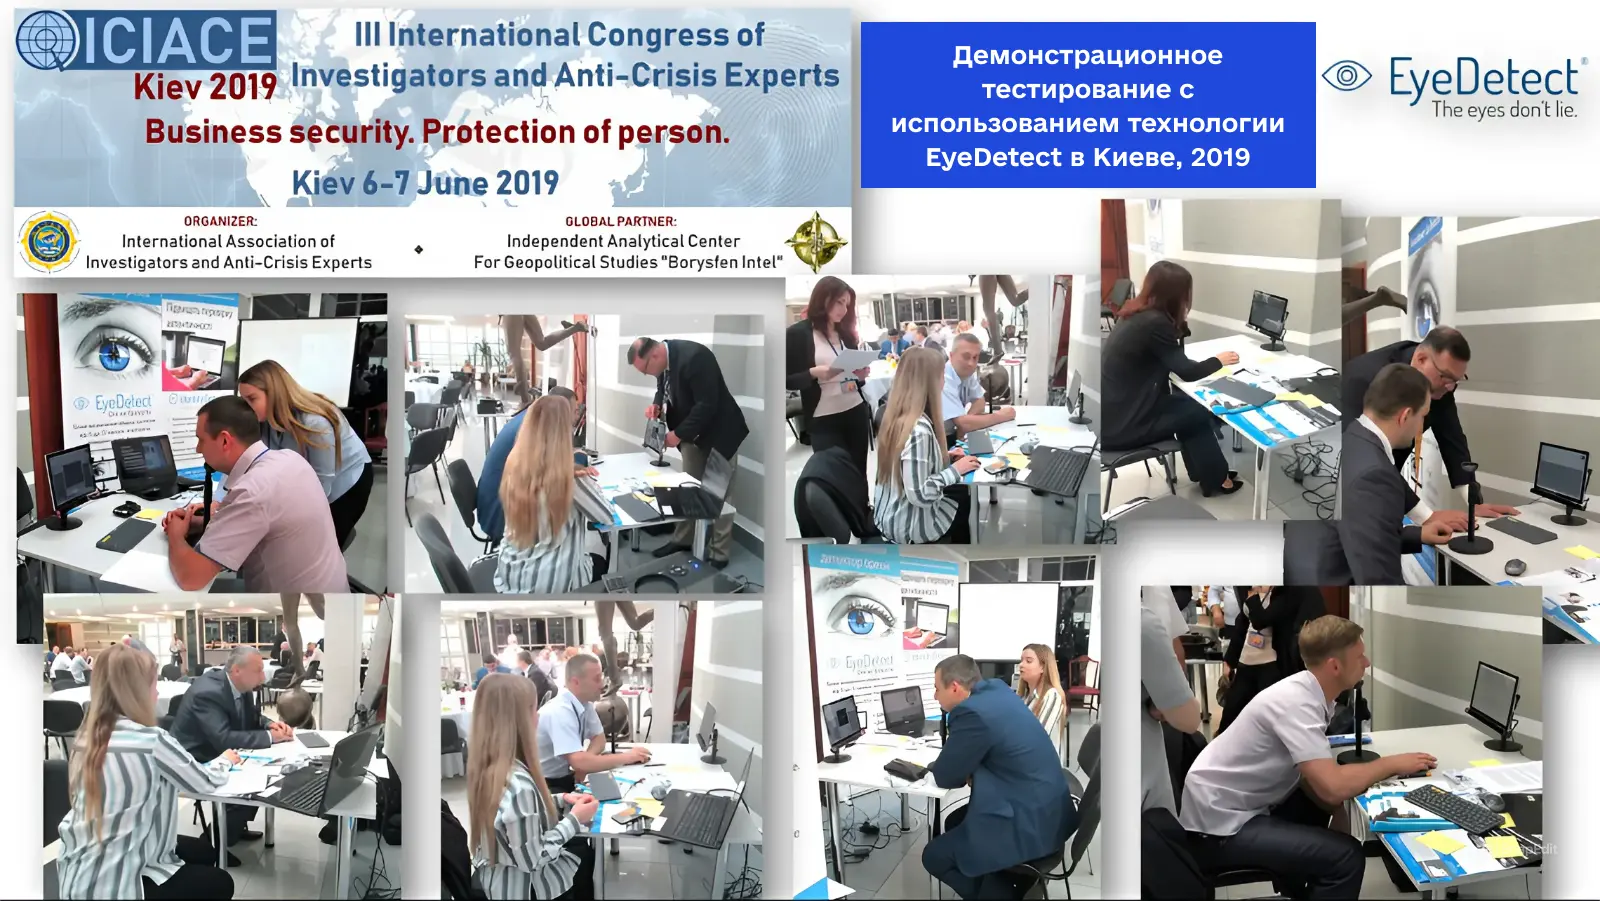 ICIACE
Kiev 2019
III International Congress of
Investigators and Anti-Crisis Experts
Business security. Protection of person.
Kiev 6-7 June 2019
ORGANIZER:
International Association of
Investigators and Anti-Crisis Experts
GLOBAL PARTNER:
Independent Analytical Center
For Geopolitical Studies "Borysfen Intel"
Демонстрационное
тестирование с
использованием технологии
EyeDetect в Киеве, 2019
EyeDetect®
The eyes don't lie.
EyeDetect
EyeDetect